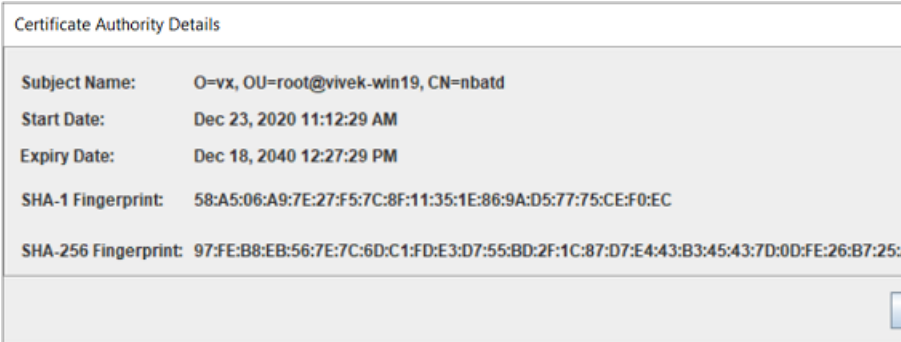 Certificate Authority Details
Subject Name: O=vx, OU=root@vivek-win19, CN=nbatd
Start Date: Dec 23, 2020 11:12:29 AM
Expiry Date: Dec 18, 2040 12:27:29 PM
SHA-1 Fingerprint: 58:A5:06:A9:7E:27:F5:7C:8F:11:35:1E:86:9A:D5:77:75:CE:F0:EC
SHA-256 Fingerprint: 97:FE:B8:EB:56:7E:7C:6D:C1:FD:E3:D7:55:BD:2F:1C:87:D7:E4:43:B3:45:43:7D:0D:FE:26:B7:25: